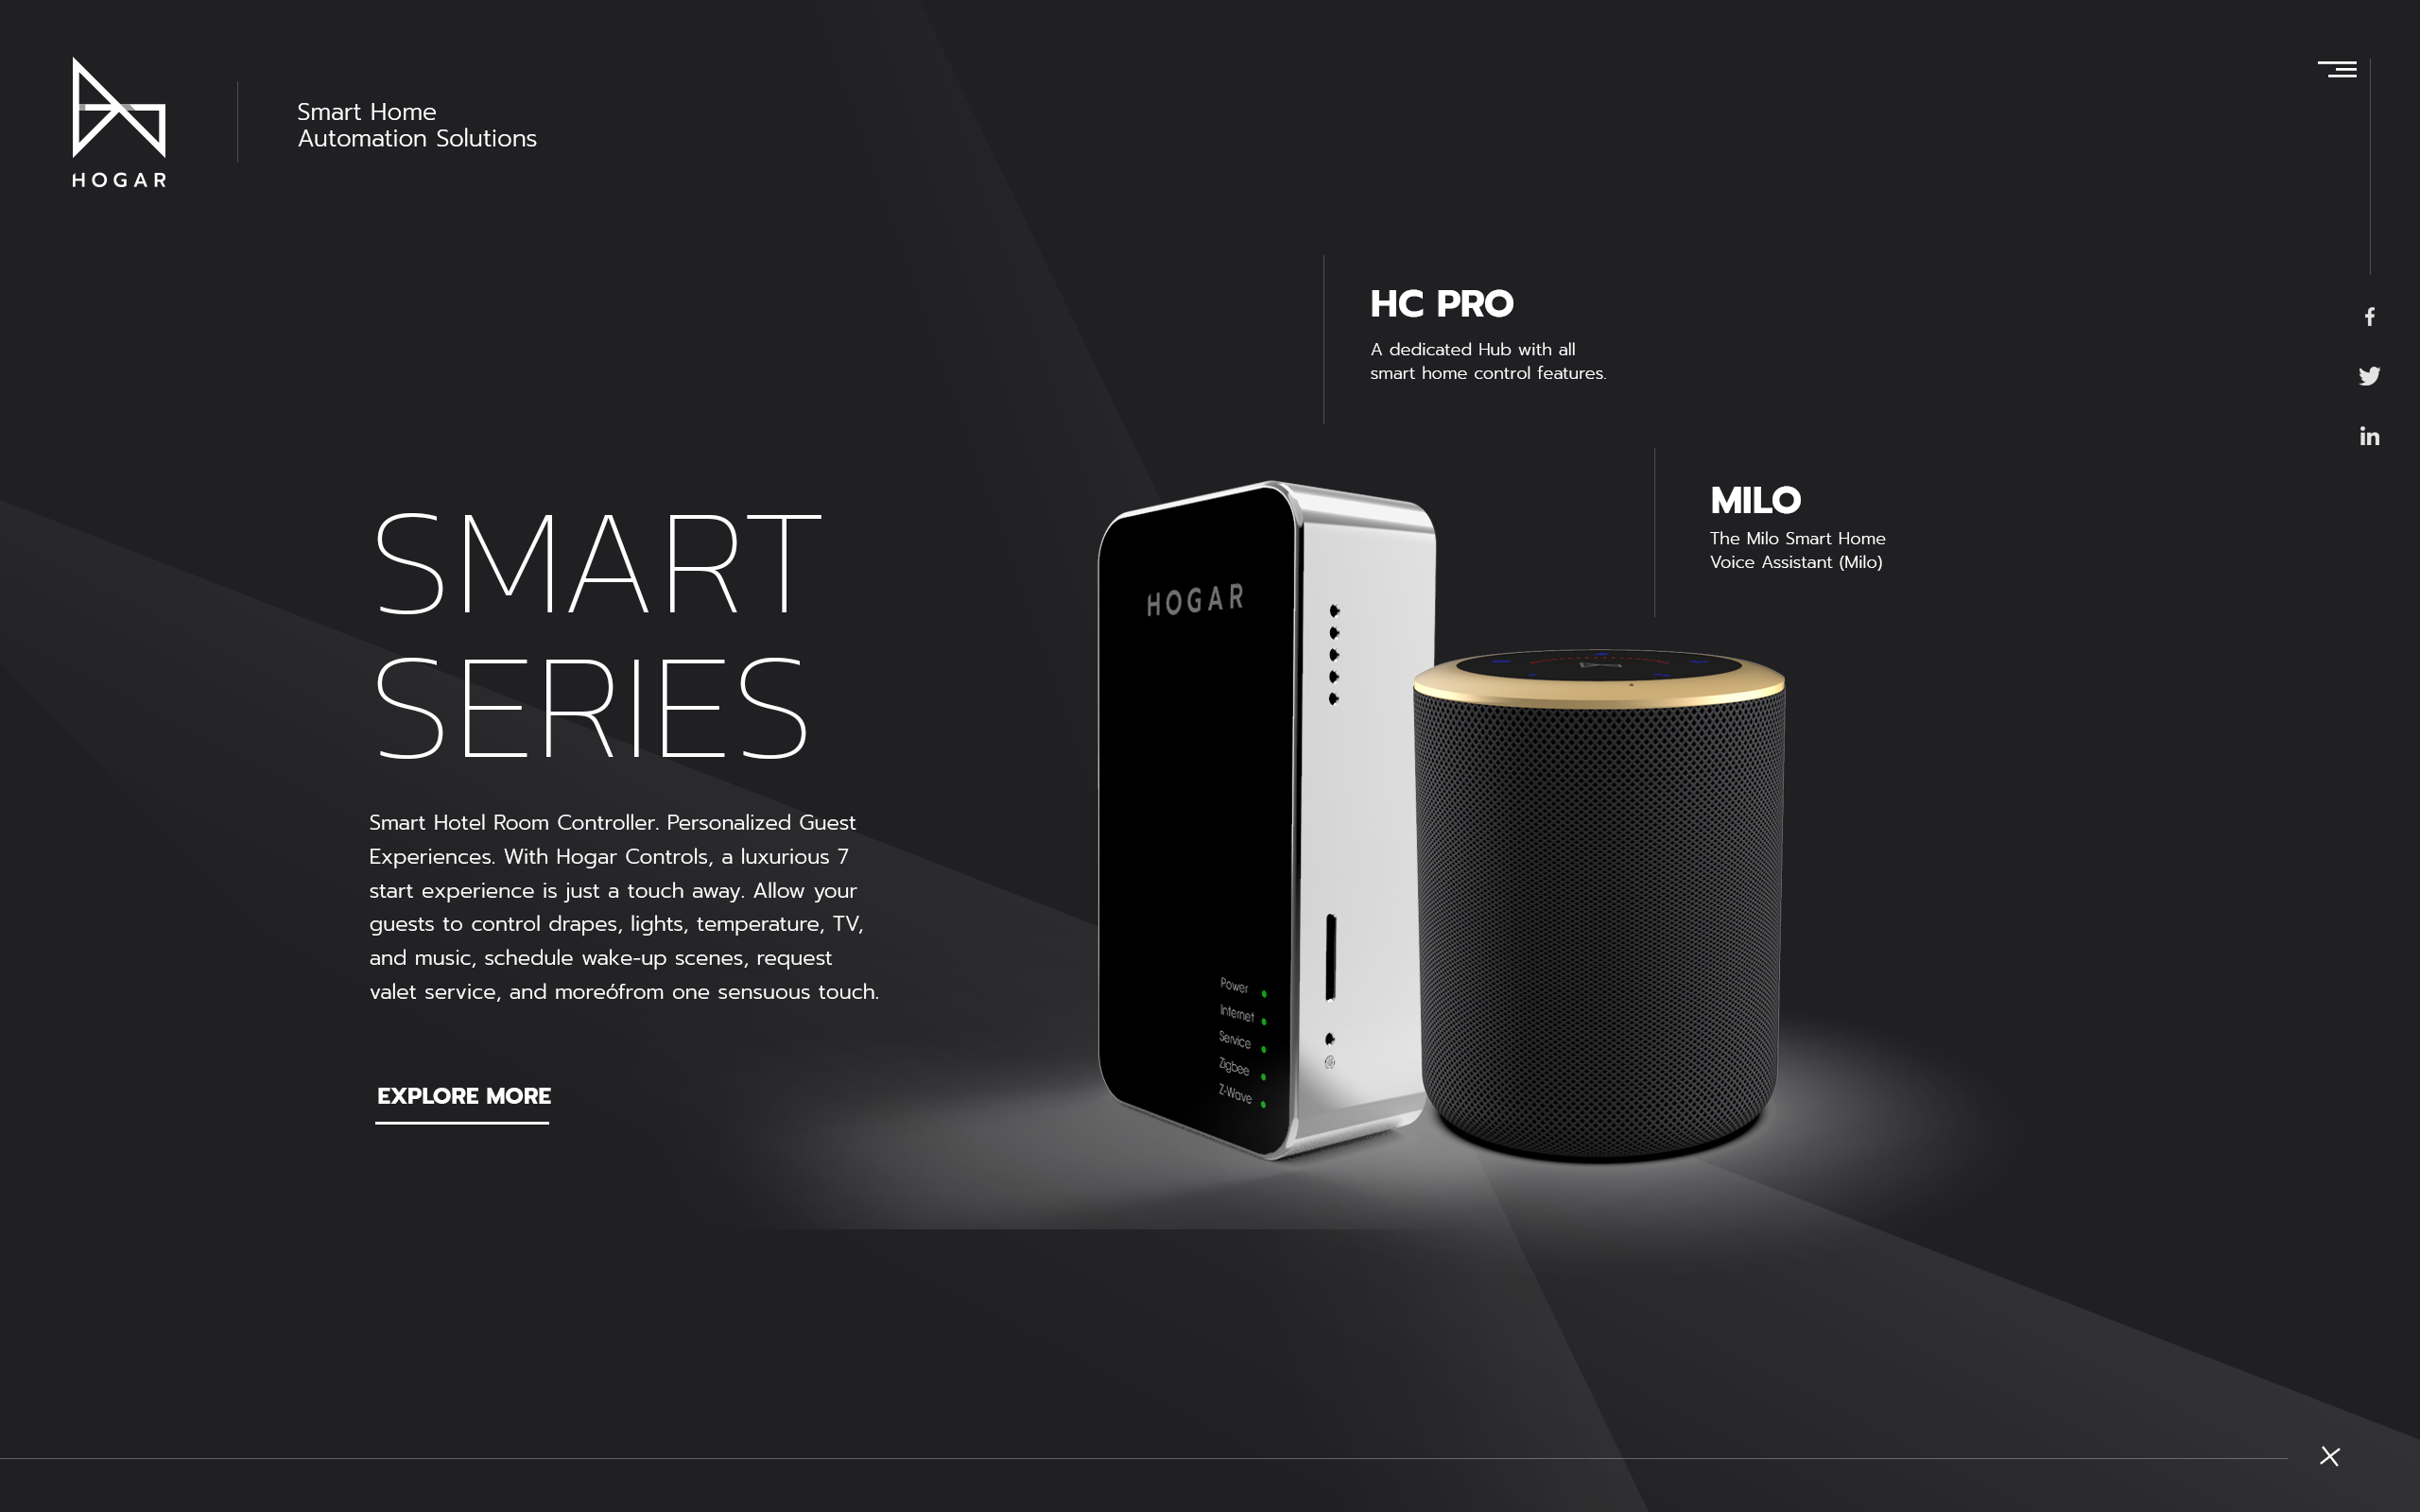 HOGAR
Smart Home
Automation Solutions
HC PRO
A dedicated Hub with all
smart home control features.
MILO
The Milo Smart Home
Voice Assistant (Milo)
SMART
SERIES
Smart Hotel Room Controller. Personalized Guest
Experiences. With Hogar Controls, a luxurious 7
start experience is just a touch away. Allow your
guests to control drapes, lights, temperature, TV,
and music, schedule wake-up scenes, request
valet service, and moreófrom one sensuous touch.
EXPLORE MORE
HOGAR
Power
Internet
Service
Zigbee
Z-Wave